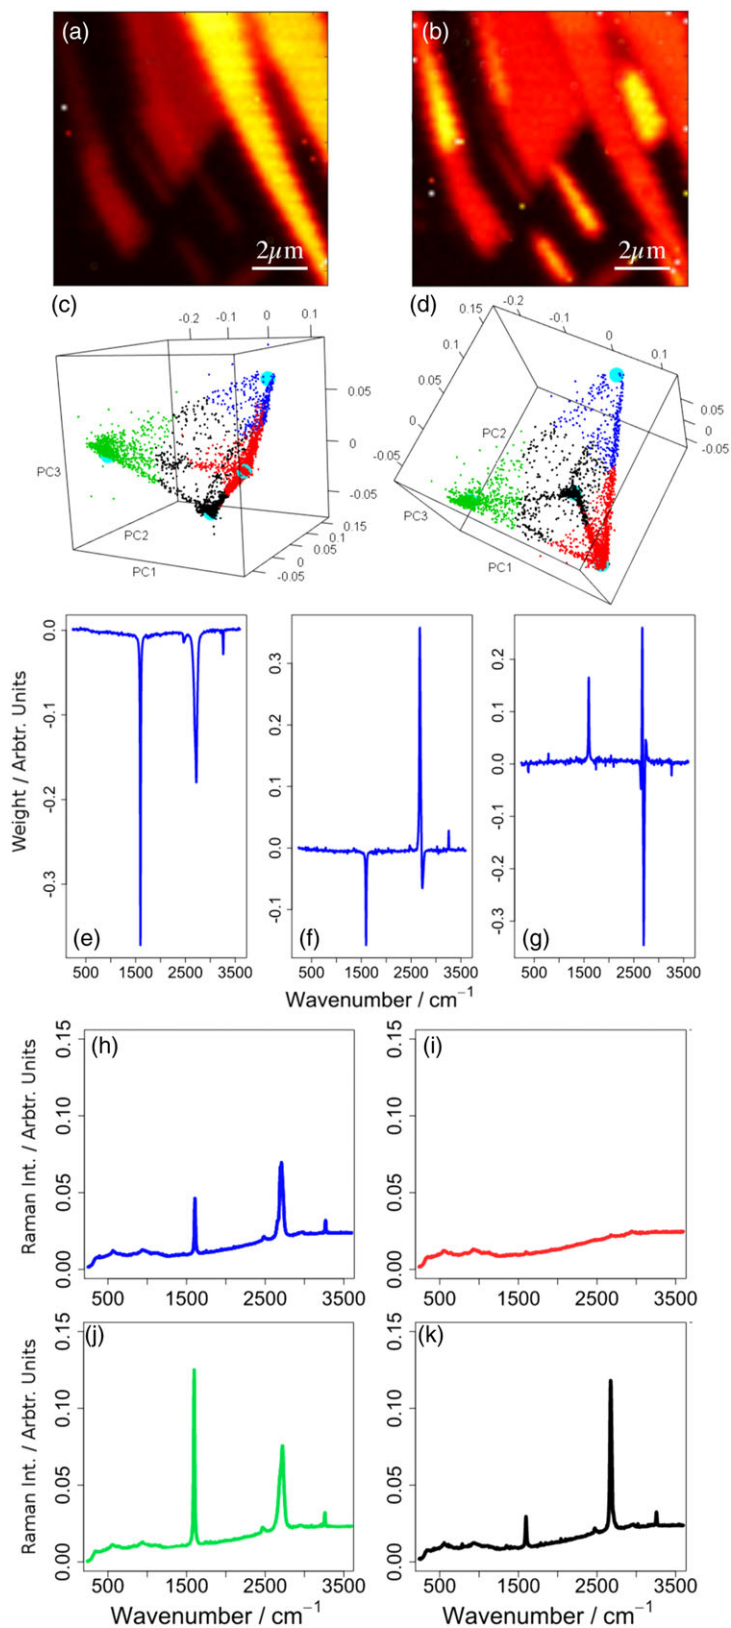 (a)
(b)
2μm
2μm
(c)
(d)
-0.2 -0.1 0 0.1
0.05
0
-0.05
PC3
PC2
PC1
0.15
0.1
0.05
0
-0.05
0.15
0.1
0.05
0
-0.05
-0.2
-0.1
0
0.1
0.05
0
-0.05
PC2
PC3
PC1
Weight / Arbtr. Units
0.0
-0.1
-0.2
-0.3
(e)
500 1500 2500 3500
0.3
0.2
0.1
0.0
-0.1
(f)
500 1500 2500 3500
0.2
0.1
0.0
-0.1
-0.2
-0.3
(g)
500 1500 2500 3500
Wavenumber / cm⁻¹
Raman Int. / Arbtr. Units
0.15
0.10
0.05
0.00
(h)
500 1500 2500 3500
0.15
0.10
0.05
0.00
(i)
500 1500 2500 3500
Raman Int. / Arbtr. Units
0.15
0.10
0.05
0.00
(j)
500 1500 2500 3500
Wavenumber / cm⁻¹
0.15
0.10
0.05
0.00
(k)
500 1500 2500 3500
Wavenumber / cm⁻¹